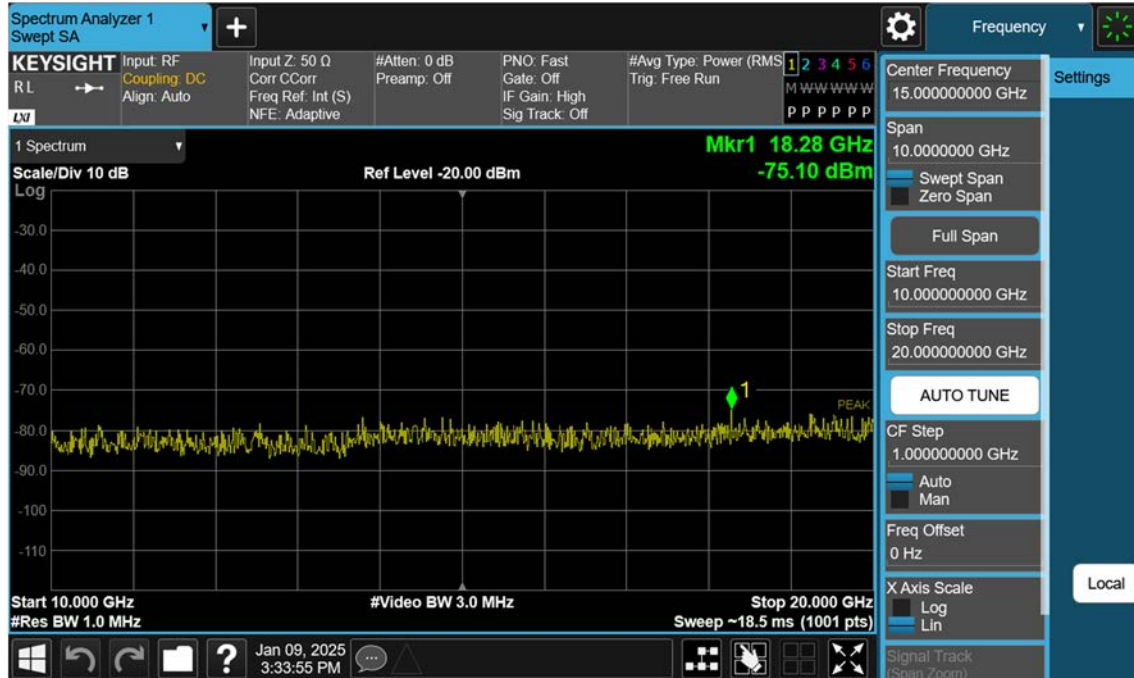 Spectrum Analyzer 1
Swept SA
Frequency
KEYSIGHT
R L
LXI
Input: RF
Coupling: DC
Align: Auto
Input Z: 50 Ω
Corr CCorr
Freq Ref: Int (S)
NFE: Adaptive
#Atten: 0 dB
Preamp: Off
PNO: Fast
Gate: Off
IF Gain: High
Sig Track: Off
#Avg Type: Power (RMS
Trig: Free Run
1 2 3 4 5 6
M W W W W W
P P P P P P
1 Spectrum
Mkr1 18.28 GHz
-75.10 dBm
Scale/Div 10 dB
Ref Level -20.00 dBm
Log
-30.0
-40.0
-50.0
-60.0
-70.0
-80.0
-90.0
-100
-110
1
PEAK
Start 10.000 GHz
#Video BW 3.0 MHz
Stop 20.000 GHz
#Res BW 1.0 MHz
Sweep ~18.5 ms (1001 pts)
Jan 09, 2025
3:33:55 PM
?
Center Frequency
15.000000000 GHz
Span
10.0000000 GHz
Swept Span
Zero Span
Full Span
Start Freq
10.000000000 GHz
Stop Freq
20.000000000 GHz
AUTO TUNE
CF Step
1.000000000 GHz
Auto
Man
Freq Offset
0 Hz
X Axis Scale
Log
Lin
Signal Track
(Span Zoom)
Settings
Local